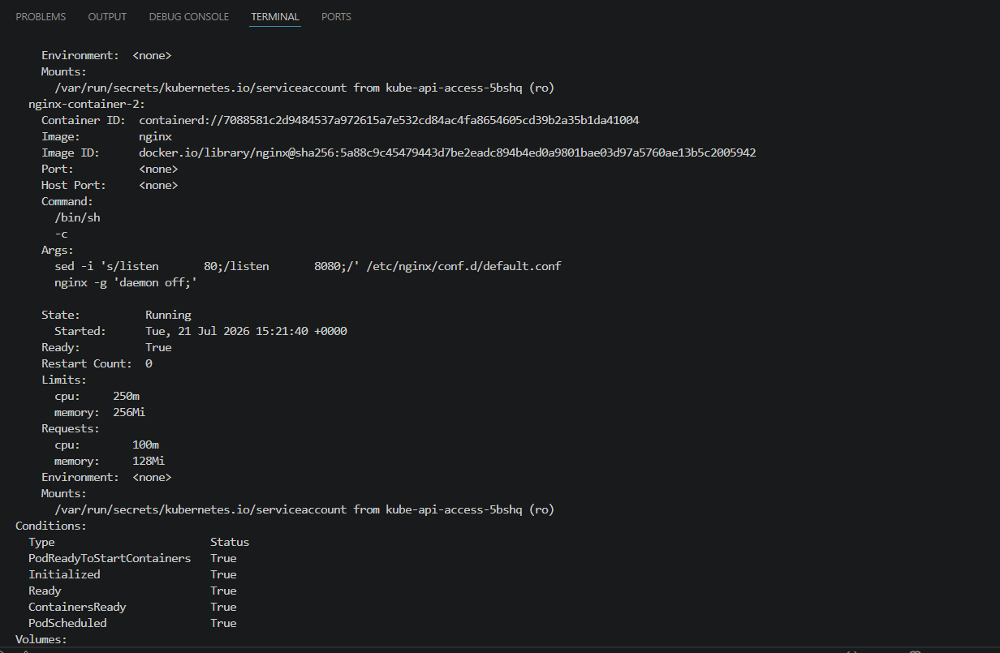 PROBLEMS OUTPUT DEBUG CONSOLE TERMINAL PORTS
    Environment:  <none>
    Mounts:
      /var/run/secrets/kubernetes.io/serviceaccount from kube-api-access-5bshq (ro)
  nginx-container-2:
    Container ID:  containerd://7088581c2d9484537a972615a7e532cd84ac4fa8654605cd39b2a35b1da41004
    Image:         nginx
    Image ID:      docker.io/library/nginx@sha256:5a88c9c45479443d7be2eadc894b4ed0a9801bae03d97a5760ae13b5c2005942
    Port:          <none>
    Host Port:     <none>
    Command:
      /bin/sh
      -c
    Args:
      sed -i 's/listen       80;/listen       8080;/' /etc/nginx/conf.d/default.conf
      nginx -g 'daemon off;'
    State:          Running
      Started:      Tue, 21 Jul 2026 15:21:40 +0000
    Ready:          True
    Restart Count:  0
    Limits:
      cpu:     250m
      memory:  256Mi
    Requests:
      cpu:        100m
      memory:     128Mi
    Environment:  <none>
    Mounts:
      /var/run/secrets/kubernetes.io/serviceaccount from kube-api-access-5bshq (ro)
Conditions:
  Type                        Status
  PodReadyToStartContainers   True
  Initialized                 True
  Ready                       True
  ContainersReady             True
  PodScheduled                True
Volumes: